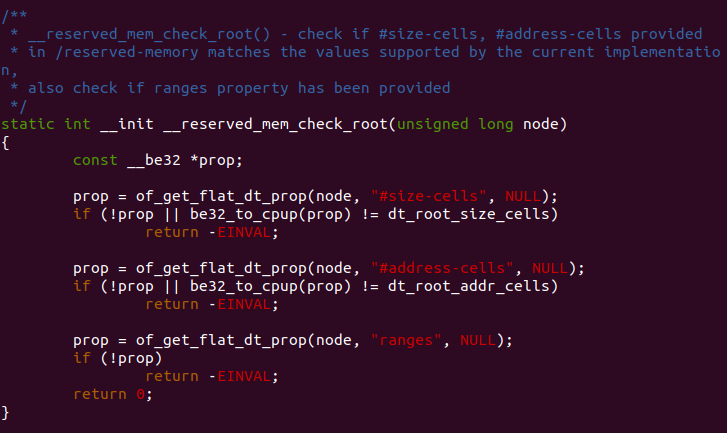 /**
 * __reserved_mem_check_root() - check if #size-cells, #address-cells provided
 * in /reserved-memory matches the values supported by the current implementatio
n,
 * also check if ranges property has been provided
 */
static int __init __reserved_mem_check_root(unsigned long node)
{
        const __be32 *prop;

        prop = of_get_flat_dt_prop(node, "#size-cells", NULL);
        if (!prop || be32_to_cpup(prop) != dt_root_size_cells)
                return -EINVAL;

        prop = of_get_flat_dt_prop(node, "#address-cells", NULL);
        if (!prop || be32_to_cpup(prop) != dt_root_addr_cells)
                return -EINVAL;

        prop = of_get_flat_dt_prop(node, "ranges", NULL);
        if (!prop)
                return -EINVAL;
        return 0;
}